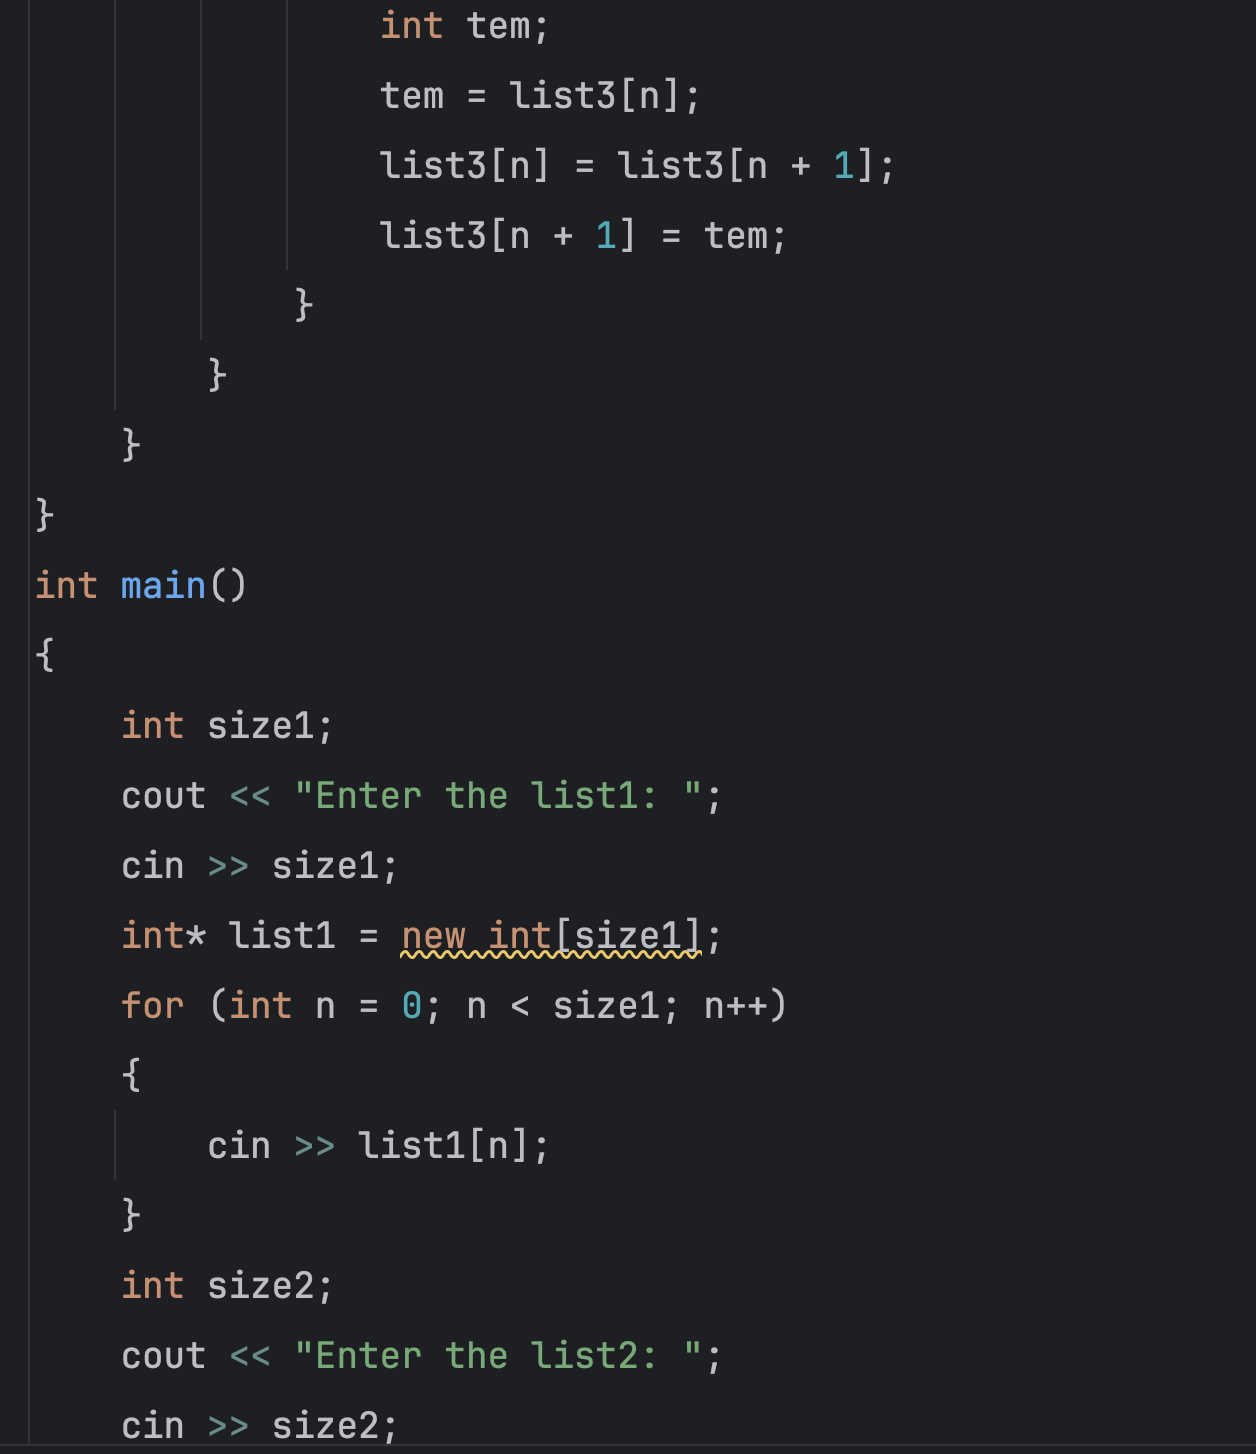 int tem;
tem = list3[n];
list3[n] = list3[n + 1];
list3[n + 1] = tem;
}
}
}
}
int main()
{
int size1;
cout << "Enter the list1: ";
cin >> size1;
int* list1 = new int[size1];
for (int n = 0; n < size1; n++)
{
cin >> list1[n];
}
int size2;
cout << "Enter the list2: ";
cin >> size2;